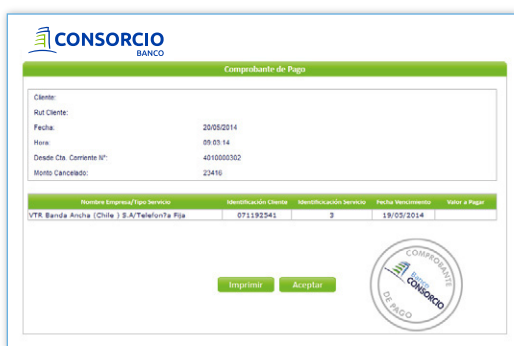 CONSORCIO
BANCO
Comprobante de Pago
Cliente:
Rut Cliente:
Fecha: 20/05/2014
Hora: 09:03:14
Desde Cta. Corriente N°: 4010000302
Monto Cancelado: 23416
Nombre Empresa/Tipo Servicio Identificación Cliente Identificación Servicio Fecha Vencimiento Valor a Pagar
VTR Banda Ancha (Chile ) S.A/Telefon?a Fija 071192541 3 19/05/2014
Imprimir Aceptar
COMPROBANTE
Banco
CONSORCIO
DE PAGO